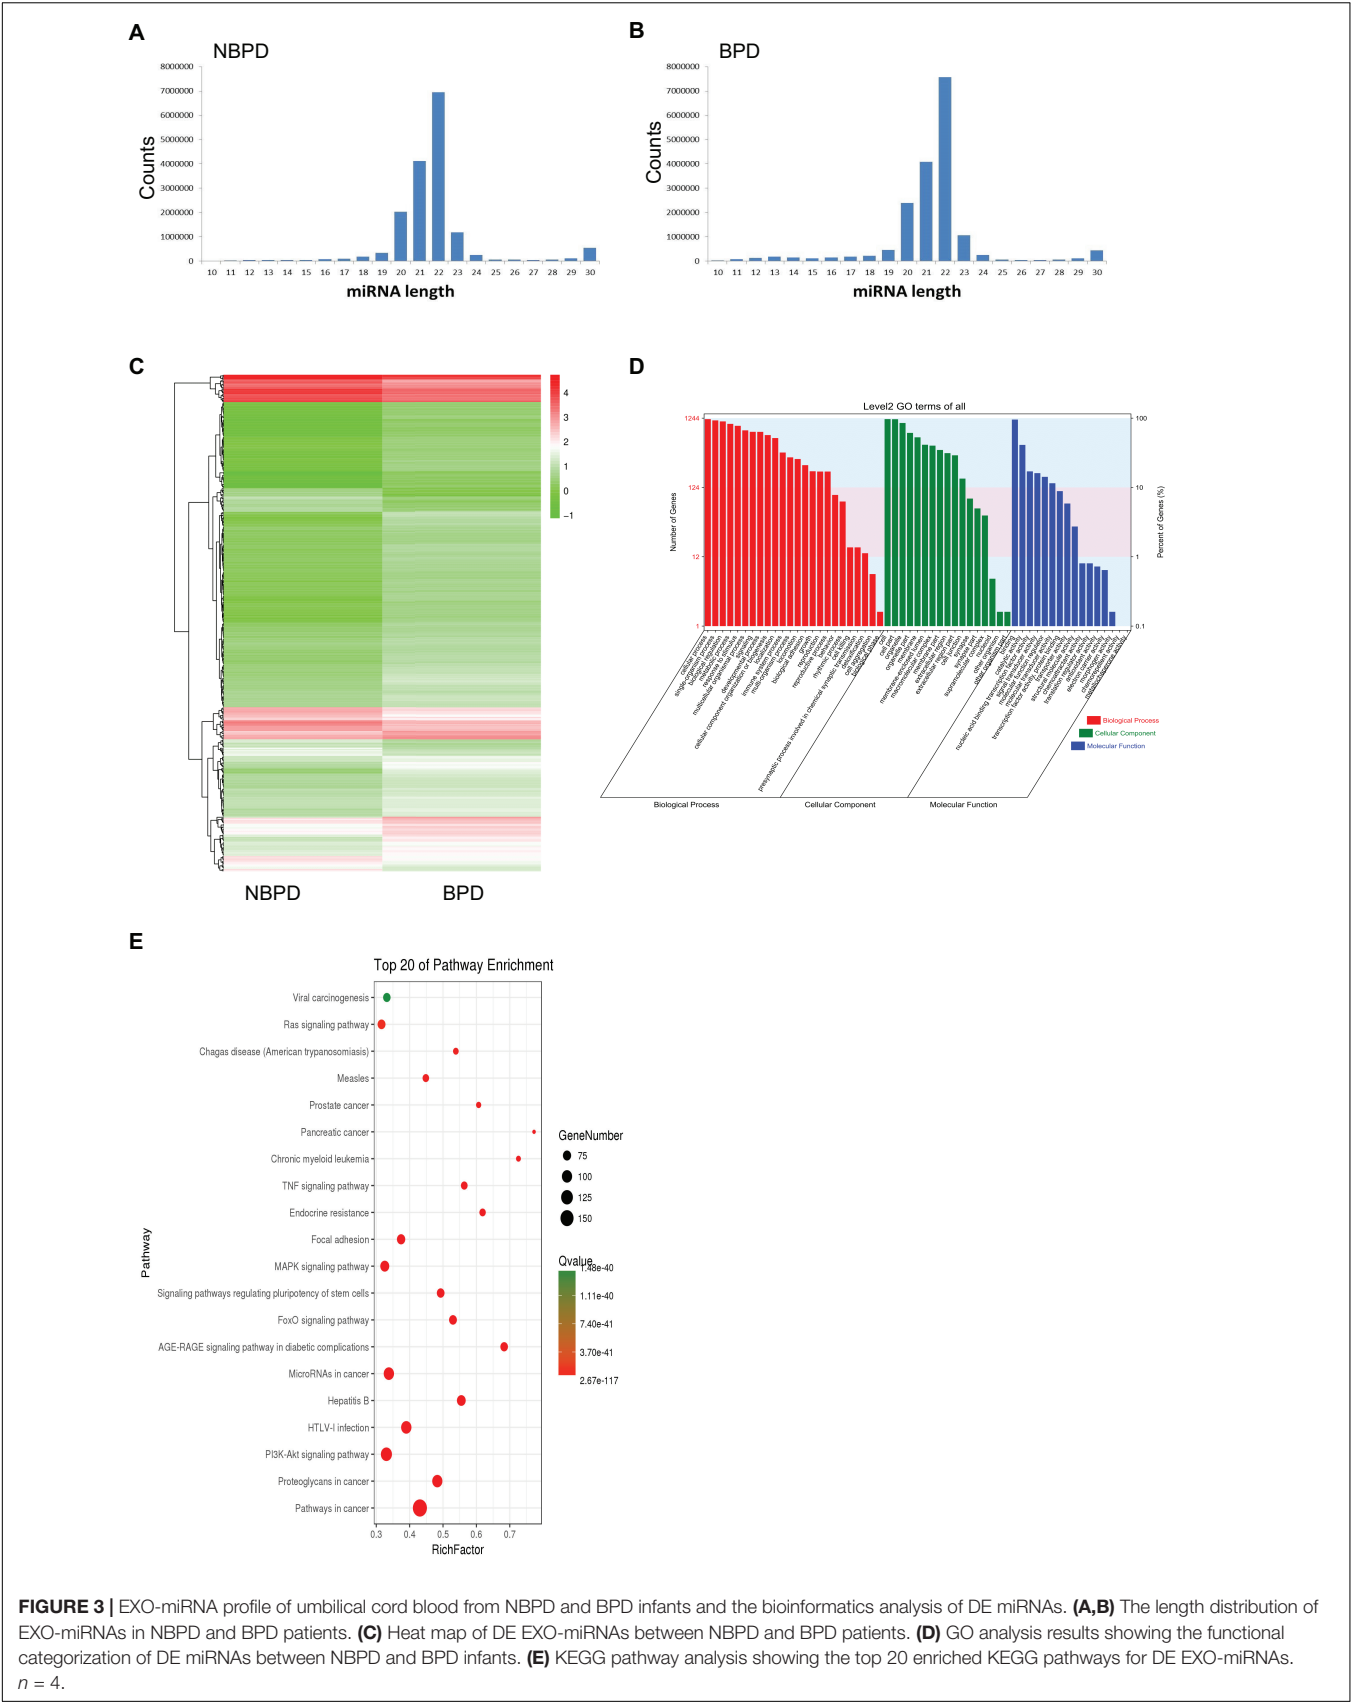 A
NBPD
8000000
7000000
6000000
5000000
4000000
3000000
2000000
1000000
0
Counts
10 11 12 13 14 15 16 17 18 19 20 21 22 23 24 25 26 27 28 29 30
miRNA length
B
BPD
8000000
7000000
6000000
5000000
4000000
3000000
2000000
1000000
0
Counts
10 11 12 13 14 15 16 17 18 19 20 21 22 23 24 25 26 27 28 29 30
miRNA length
C
4
3
2
1
0
−1
NBPD BPD
D
Level2 GO terms of all
1244
124
12
1
Number of Genes
100
10
1
0.1
Percent of Genes (%)
presynaptic process involved in chemical synaptic transmission
Biological Process
Cellular Component
Molecular Function
Biological Process
Cellular Component
Molecular Function
E
Top 20 of Pathway Enrichment
Pathway
Viral carcinogenesis
Ras signaling pathway
Chagas disease (American trypanosomiasis)
Measles
Prostate cancer
Pancreatic cancer
Chronic myeloid leukemia
TNF signaling pathway
Endocrine resistance
Focal adhesion
MAPK signaling pathway
Signaling pathways regulating pluripotency of stem cells
FoxO signaling pathway
AGE-RAGE signaling pathway in diabetic complications
MicroRNAs in cancer
Hepatitis B
HTLV-I infection
PI3K-Akt signaling pathway
Proteoglycans in cancer
Pathways in cancer
0.3 0.4 0.5 0.6 0.7
RichFactor
GeneNumber
75
100
125
150
Qvalue
1.48e-40
1.11e-40
7.40e-41
3.70e-41
2.67e-117
FIGURE 3 | EXO-miRNA profile of umbilical cord blood from NBPD and BPD infants and the bioinformatics analysis of DE miRNAs. (A,B) The length distribution of
EXO-miRNAs in NBPD and BPD patients. (C) Heat map of DE EXO-miRNAs between NBPD and BPD patients. (D) GO analysis results showing the functional
categorization of DE miRNAs between NBPD and BPD infants. (E) KEGG pathway analysis showing the top 20 enriched KEGG pathways for DE EXO-miRNAs.
n = 4.